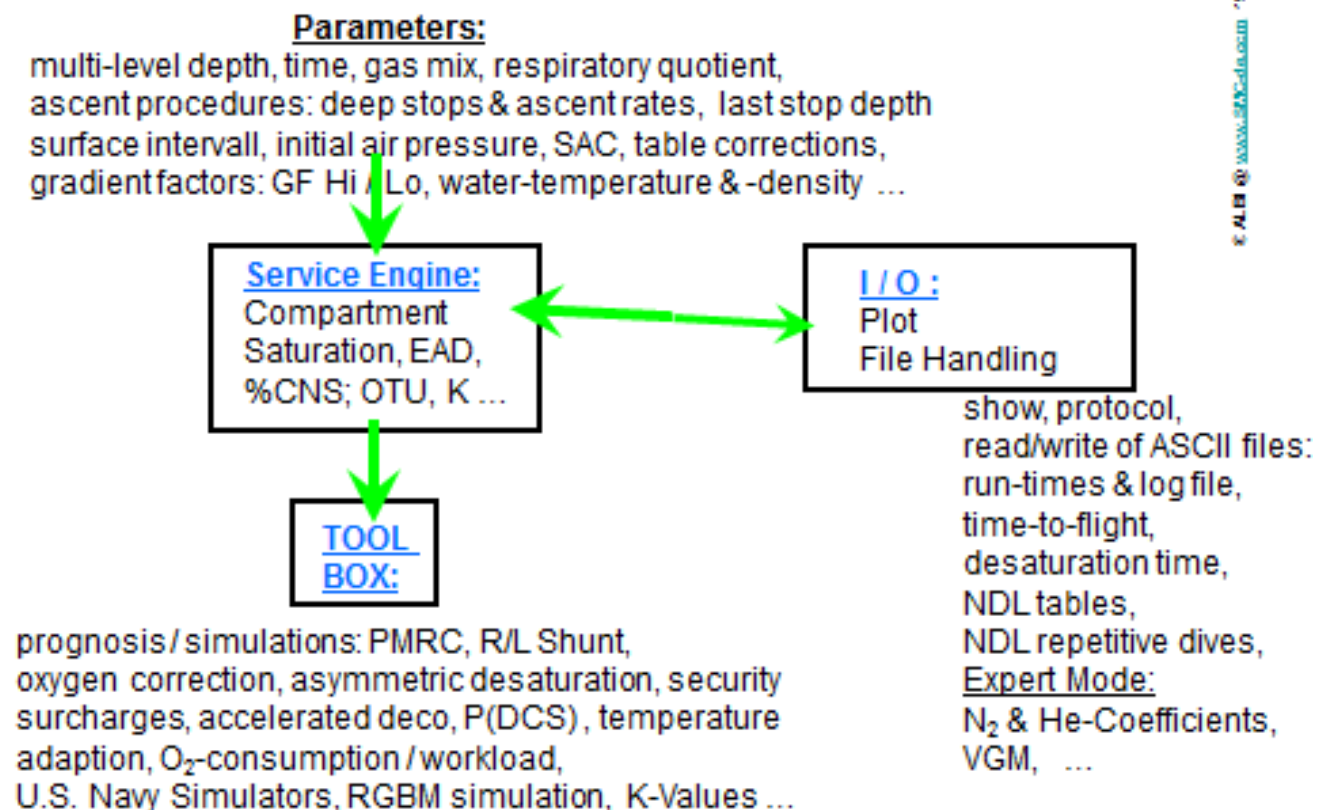 Parameters:
multi-level depth, time, gas mix, respiratory quotient,
ascent procedures: deep stops & ascent rates, last stop depth
surface intervall, initial air pressure, SAC, table corrections,
gradient factors: GF Hi / Lo, water-temperature & -density ...
Service Engine:
Compartment
Saturation, EAD,
%CNS; OTU, K ...
I / O :
Plot
File Handling
show, protocol,
read/write of ASCII files:
run-times & log file,
time-to-flight,
desaturation time,
NDL tables,
NDL repetitive dives,
Expert Mode:
N₂ & He-Coefficients,
VGM, ...
TOOL
BOX:
prognosis / simulations: PMRC, R/L Shunt,
oxygen correction, asymmetric desaturation, security
surcharges, accelerated deco, P(DCS) , temperature
adaption, O₂-consumption / workload,
U.S. Navy Simulators, RGBM simulation, K-Values ...